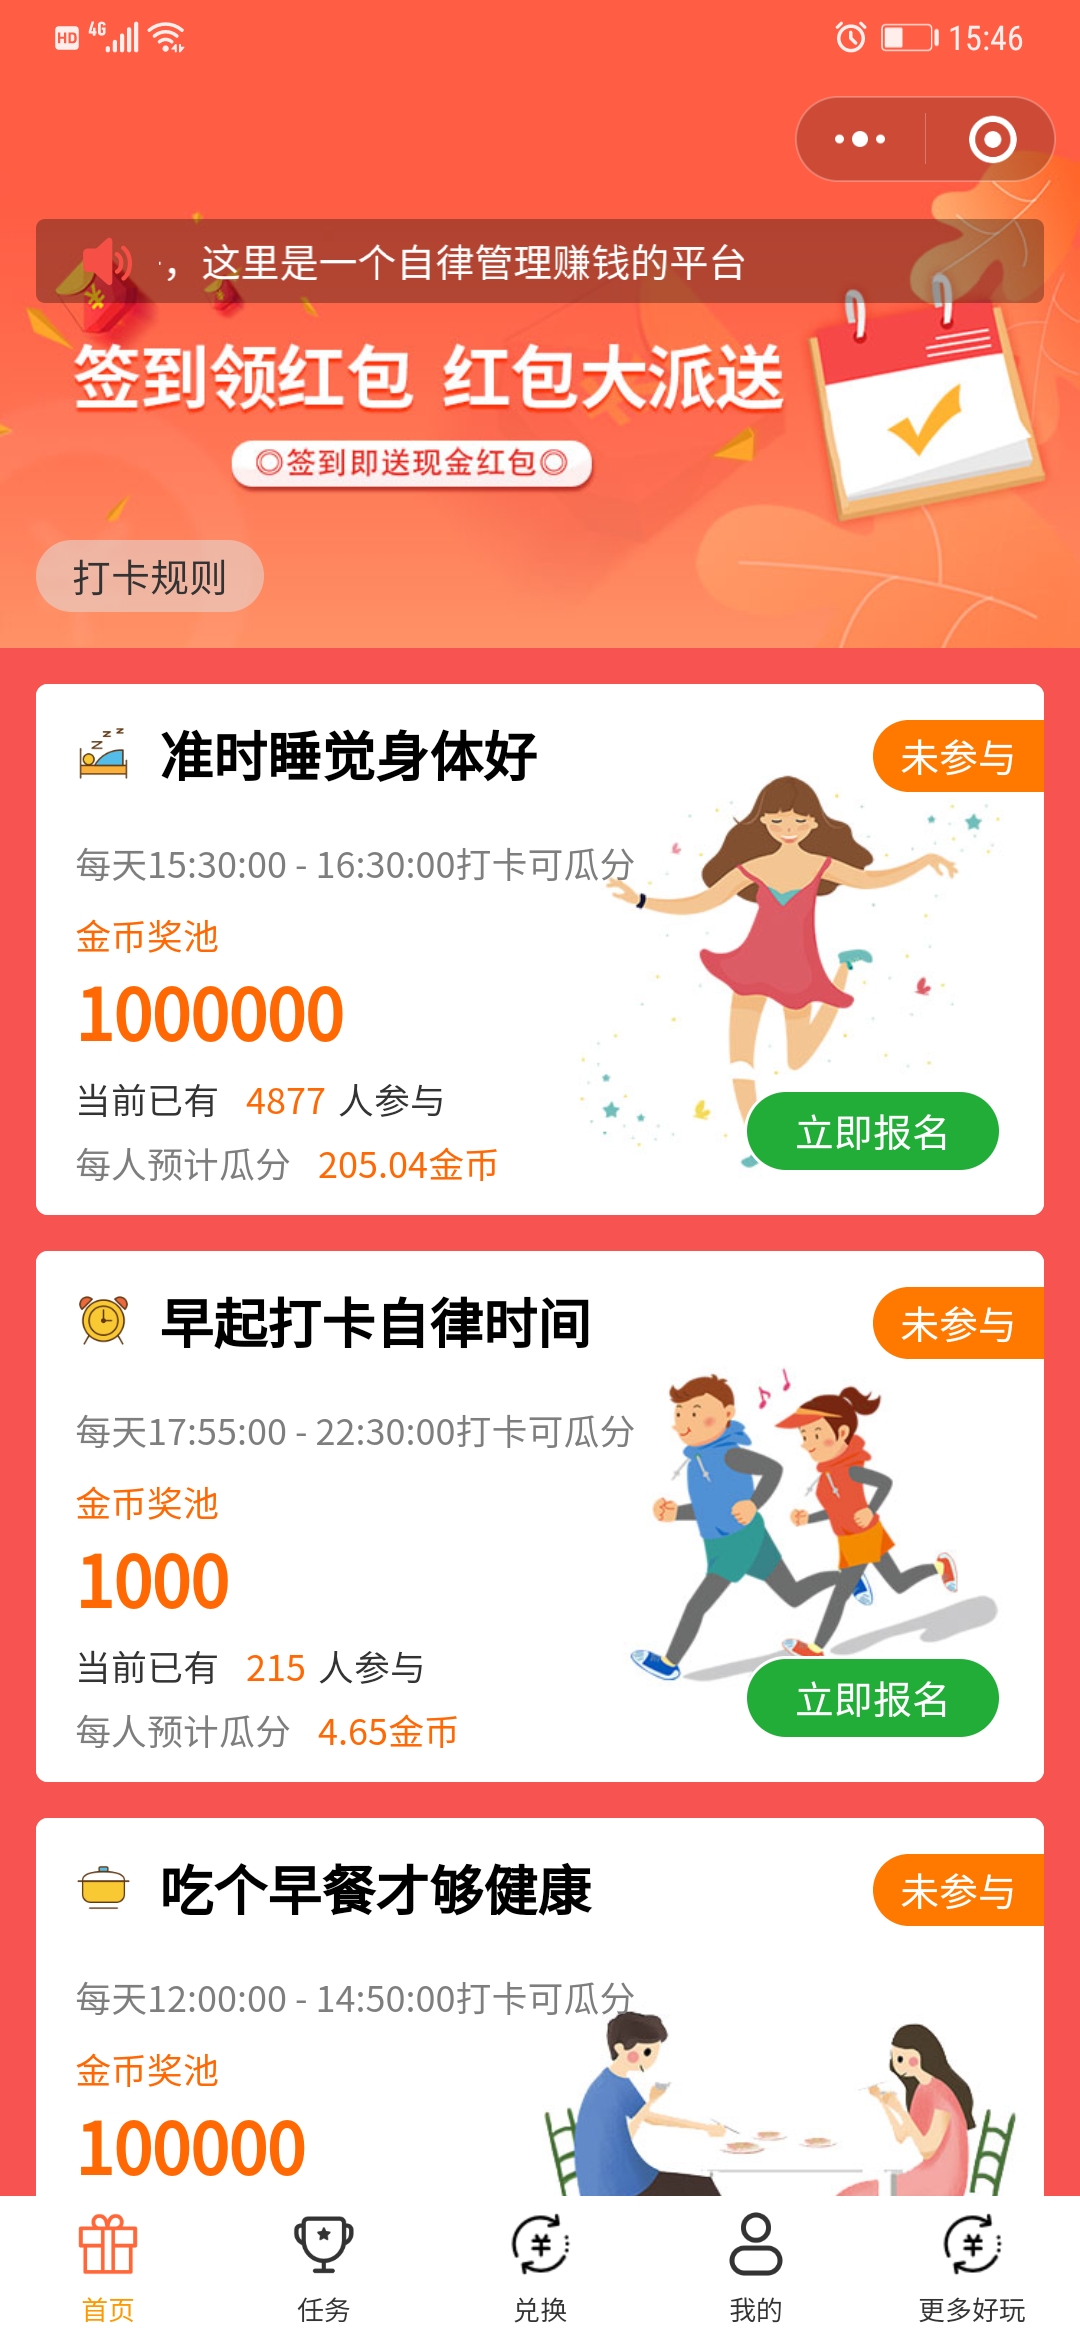 HD 4G 15:46
，这里是一个自律管理赚钱的平台
签到领红包 红包大派送
◎签到即送现金红包◎
打卡规则
准时睡觉身体好
未参与
每天15:30:00 - 16:30:00打卡可瓜分
金币奖池
1000000
当前已有 4877 人参与
每人预计瓜分 205.04金币
立即报名
早起打卡自律时间
未参与
每天17:55:00 - 22:30:00打卡可瓜分
金币奖池
1000
当前已有 215 人参与
每人预计瓜分 4.65金币
立即报名
吃个早餐才够健康
未参与
每天12:00:00 - 14:50:00打卡可瓜分
金币奖池
100000
首页 任务 兑换 我的 更多好玩